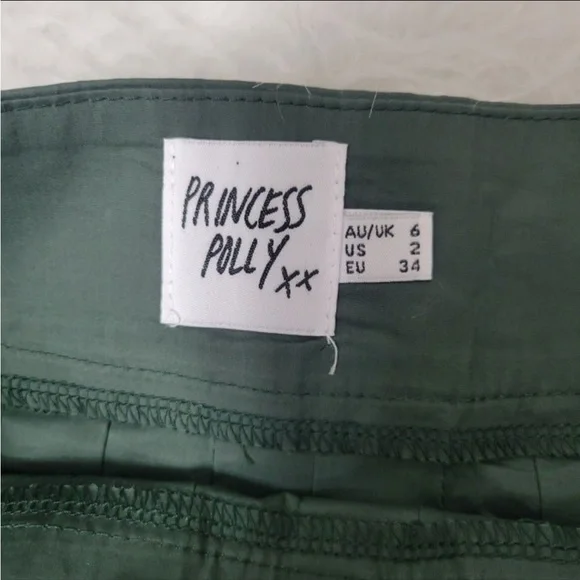 PRINCESS
POLLY xx
AU/UK 6
US 2
EU 34